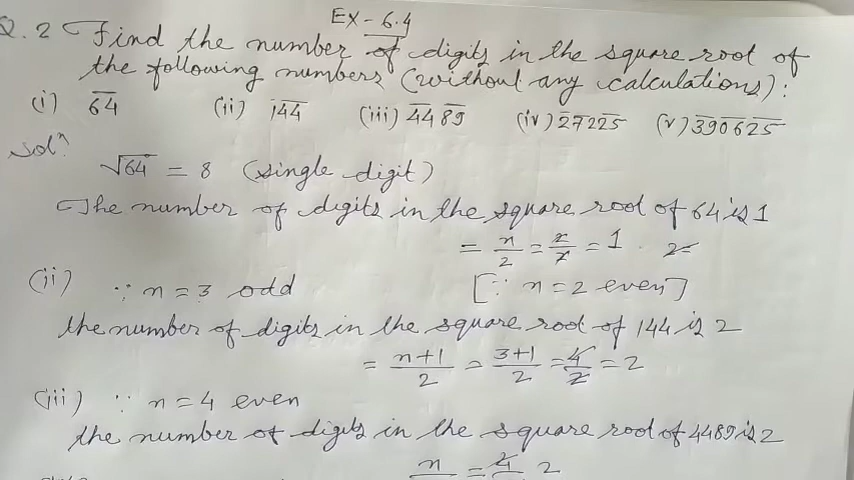 Ex-6.4
Q.2 Find the number of digits in the square root of
the following numbers (without any calculations):
(i) 64 (ii) 144 (iii) 4489 (iv) 27225 (v) 390625
Sol?
√64 = 8 (single digit)
The number of digits in the square root of 64 is 1
= n/2 = 2/2 = 1
(ii) ∵ n = 3 odd [∵ n = 2 even]
the number of digits in the square root of 144 is 2
= n+1/2 = 3+1/2 = 4/2 = 2
(iii) ∵ n = 4 even
the number of digits in the square root of 4489 is 2
n = 4 2